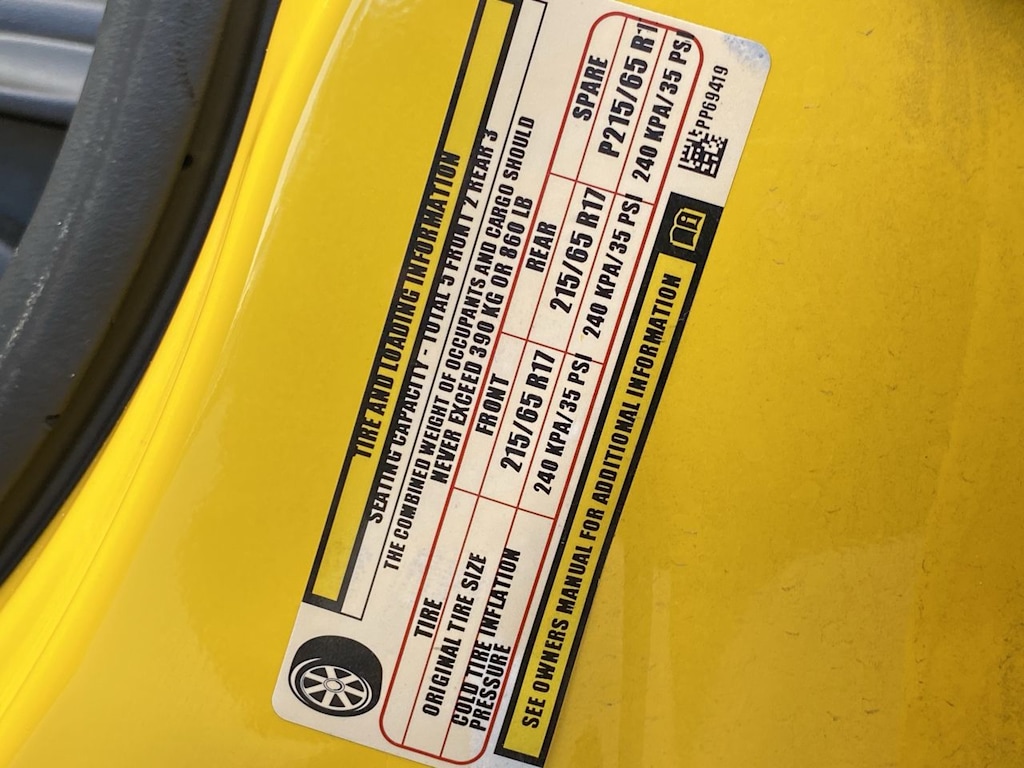 TIRE AND LOADING INFORMATION
SEATING CAPACITY - TOTAL 5 FRONT 2 REAR 3
THE COMBINED WEIGHT OF OCCUPANTS AND CARGO SHOULD
NEVER EXCEED 390 KG OR 860 LB
TIRE FRONT REAR SPARE
ORIGINAL TIRE SIZE 215/65 R17 215/65 R17 P215/65 R1
COLD TIRE INFLATION
PRESSURE 240 KPA/35 PSI 240 KPA/35 PSI 240 KPA/35 PSI
SEE OWNERS MANUAL FOR ADDITIONAL INFORMATION
PP69419